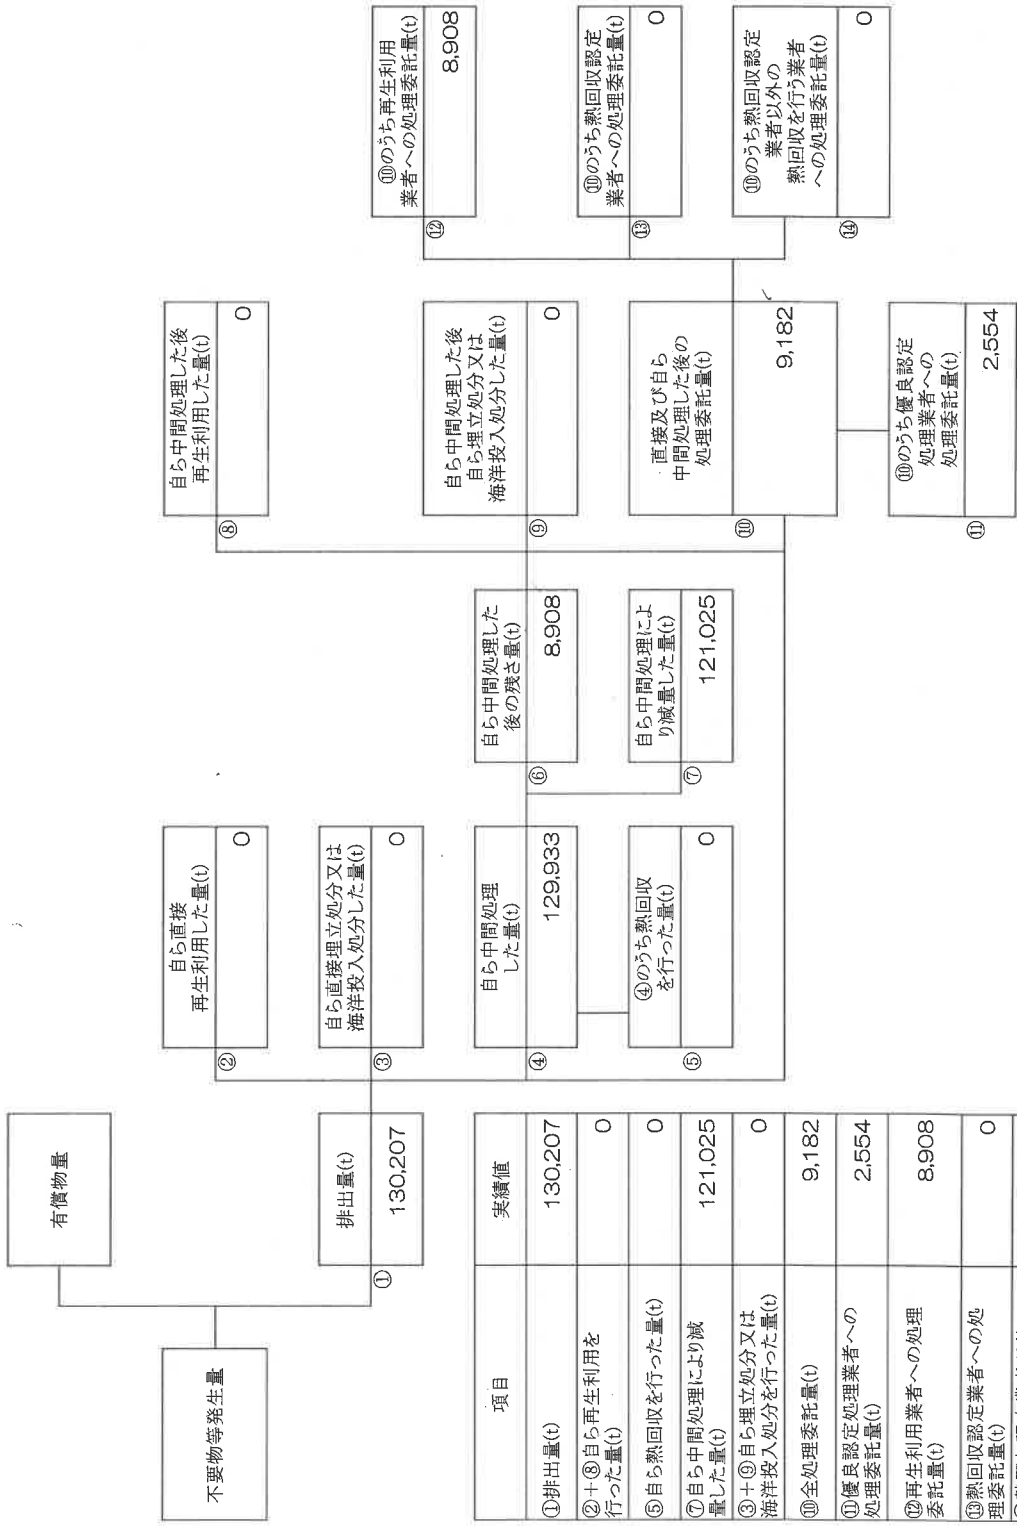 不要物等発生量
有償物量
①
排出量(t)
130,207
②
自ら直接
再生利用した量(t)
0
③
自ら直接埋立処分又は
海洋投入処分した量(t)
0
④
自ら中間処理
した量(t)
129,933
⑤
④のうち熱回収
を行った量(t)
0
⑥
自ら中間処理した
後の残さ量(t)
8,908
⑦
自ら中間処理によ
り減量した量(t)
121,025
⑧
自ら中間処理した後
再生利用した量(t)
0
⑨
自ら中間処理した後
自ら埋立処分又は
海洋投入処分した量(t)
0
⑩
直接及び自ら
中間処理した後の
処理委託量(t)
9,182
⑪
⑩のうち優良認定
処理業者への
処理委託量(t)
2,554
⑫
⑩のうち再生利用
業者への処理委託量(t)
8,908
⑬
⑩のうち熱回収認定
業者への処理委託量(t)
0
⑭
⑩のうち熱回収認定
業者以外の
熱回収を行う業者
への処理委託量(t)
0
項目 実績値
①排出量(t) 130,207
②+⑧自ら再生利用を
行った量(t) 0
⑤自ら熱回収を行った量(t) 0
⑦自ら中間処理により減
量した量(t) 121,025
③+⑨自ら埋立処分又は
海洋投入処分を行った量(t) 0
⑩全処理委託量(t) 9,182
⑪優良認定処理業者への
処理委託量(t) 2,554
⑫再生利用業者への処理
委託量(t) 8,908
⑬熱回収認定業者への処
理委託量(t) 0